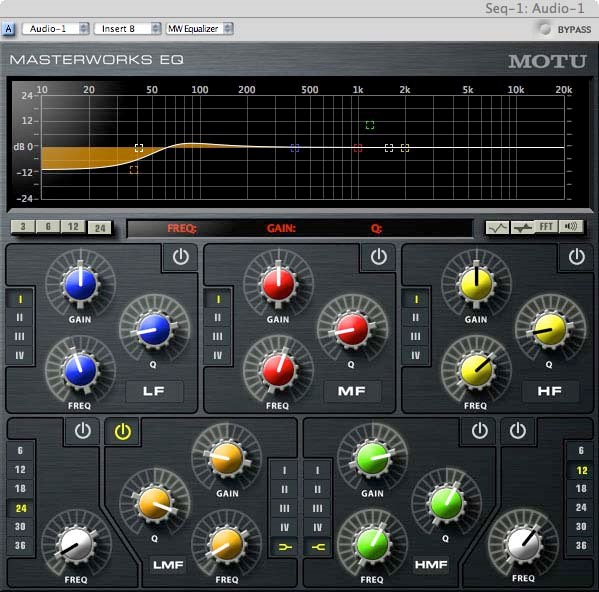 Seq-1: Audio-1
A Audio-1 Insert 8 MW Equalizer BYPASS
MASTERWORKS EQ MOTU
10 20 50 100 200 500 1k 2k 5k 10k 20k
24
12
dB 0
-12
-24
3 6 12 24 FREQ: GAIN: Q: FFT
I I I
II II II
III III III
IV IV IV
GAIN GAIN GAIN
Q Q Q
FREQ FREQ FREQ
LF MF HF
6 6
12 12
18 18
24 24
30 30
36 36
GAIN GAIN
I I
II II
III III
IV IV
Q Q
LMF HMF
FREQ FREQ FREQ FREQ